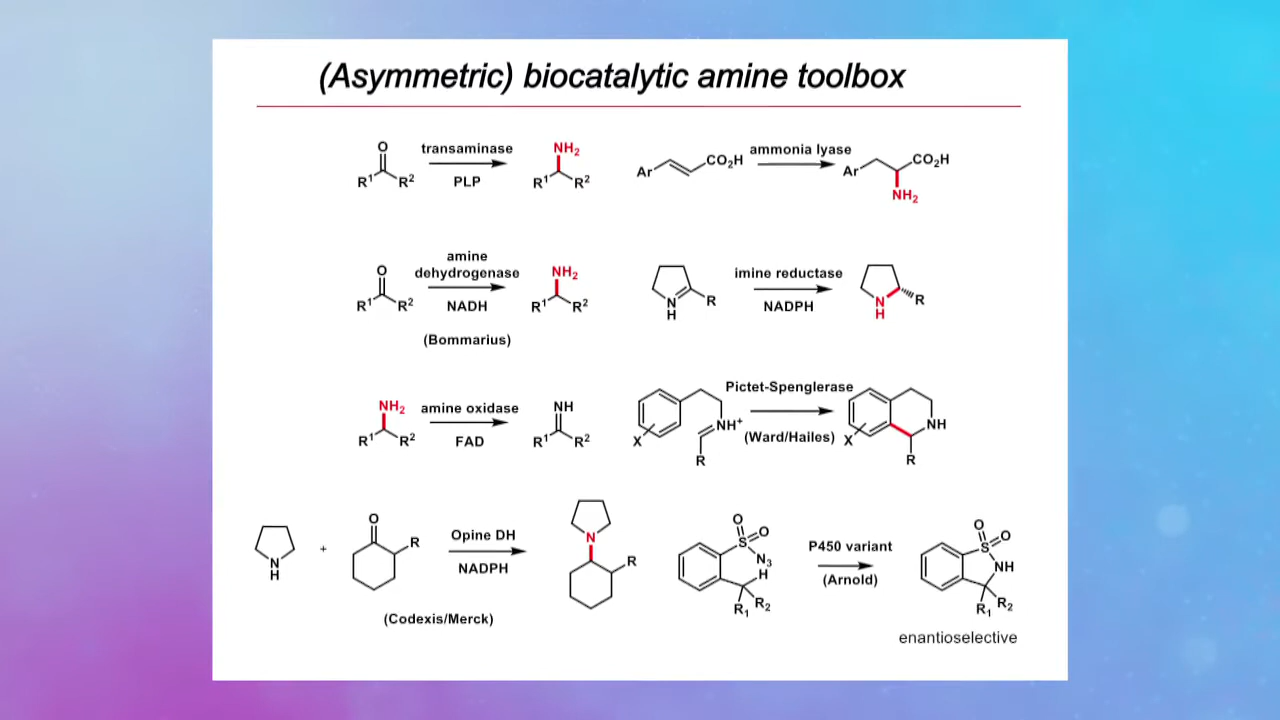 (Asymmetric) biocatalytic amine toolbox
O
R¹ R²
transaminase
PLP
NH₂
R¹ R²
Ar CO₂H
ammonia lyase
Ar CO₂H
NH₂
O
R¹ R²
amine
dehydrogenase
NADH
(Bommarius)
NH₂
R¹ R²
N R
H
imine reductase
NADPH
N R
H
NH₂
R¹ R²
amine oxidase
FAD
NH
R¹ R²
X NH⁺
R
Pictet-Spenglerase
(Ward/Hailes)
X NH
R
N
H
+
O
R
Opine DH
NADPH
(Codexis/Merck)
N
R
O
S O
N₃
H
R₁ R₂
P450 variant
(Arnold)
O
S O
NH
R₁ R₂
enantioselective